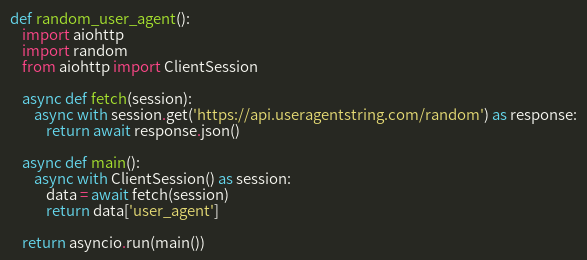 def random_user_agent():
    import aiohttp
    import random
    from aiohttp import ClientSession

    async def fetch(session):
        async with session.get('https://api.useragentstring.com/random') as response:
            return await response.json()

    async def main():
        async with ClientSession() as session:
            data = await fetch(session)
            return data['user_agent']

    return asyncio.run(main())